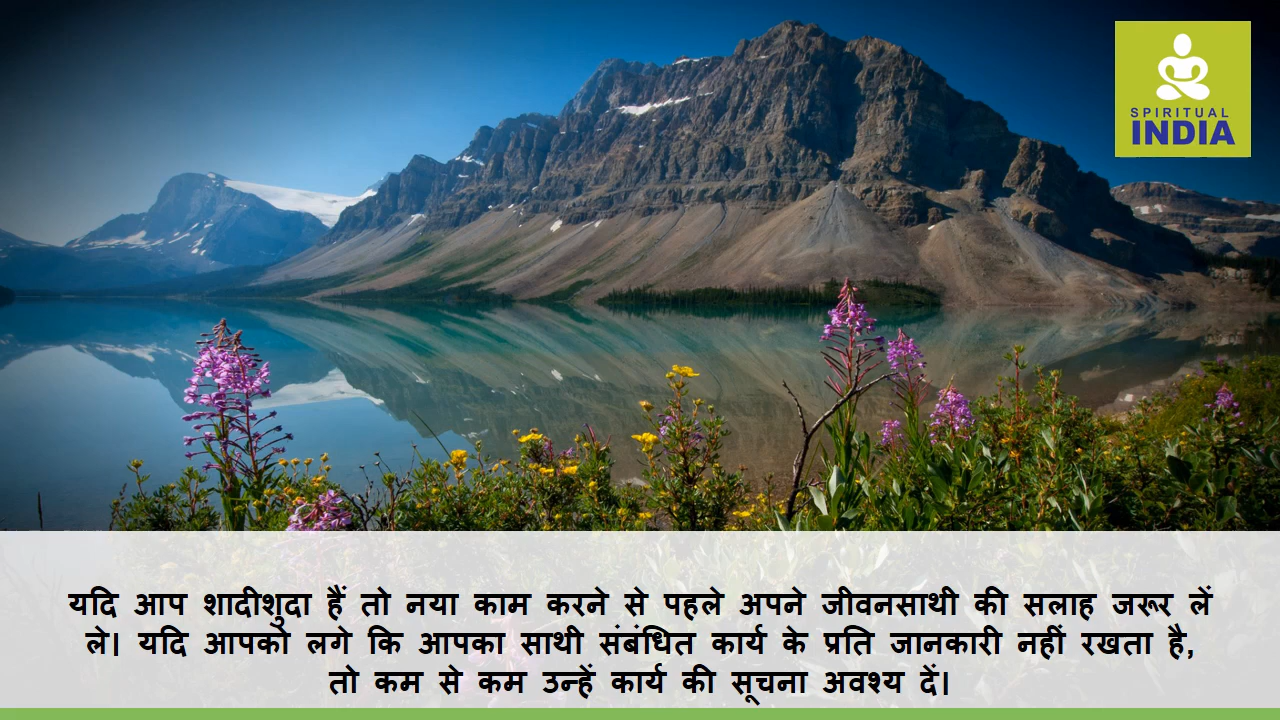 SPIRITUAL
INDIA
यदि आप शादीशुदा हैं तो नया काम करने से पहले अपने जीवनसाथी की सलाह जरूर लें
ले। यदि आपको लगे कि आपका साथी संबंधित कार्य के प्रति जानकारी नहीं रखता है,
तो कम से कम उन्हें कार्य की सूचना अवश्य दें।